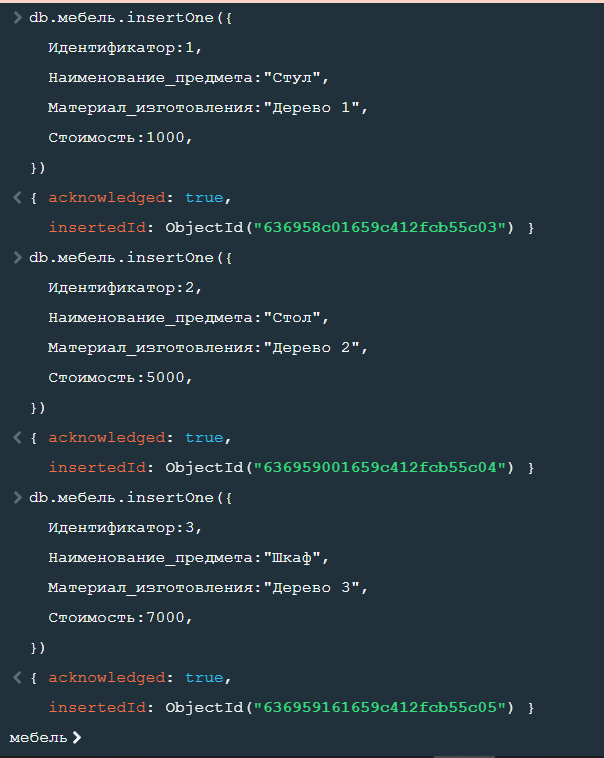 > db.мебель.insertOne({
Идентификатор:1,
Наименование_предмета:"Стул",
Материал_изготовления:"Дерево 1",
Стоимость:1000,
})
< { acknowledged: true,
insertedId: ObjectId("636958c01659c412fcb55c03") }
> db.мебель.insertOne({
Идентификатор:2,
Наименование_предмета:"Стол",
Материал_изготовления:"Дерево 2",
Стоимость:5000,
})
< { acknowledged: true,
insertedId: ObjectId("636959001659c412fcb55c04") }
> db.мебель.insertOne({
Идентификатор:3,
Наименование_предмета:"Шкаф",
Материал_изготовления:"Дерево 3",
Стоимость:7000,
})
< { acknowledged: true,
insertedId: ObjectId("636959161659c412fcb55c05") }
мебель >